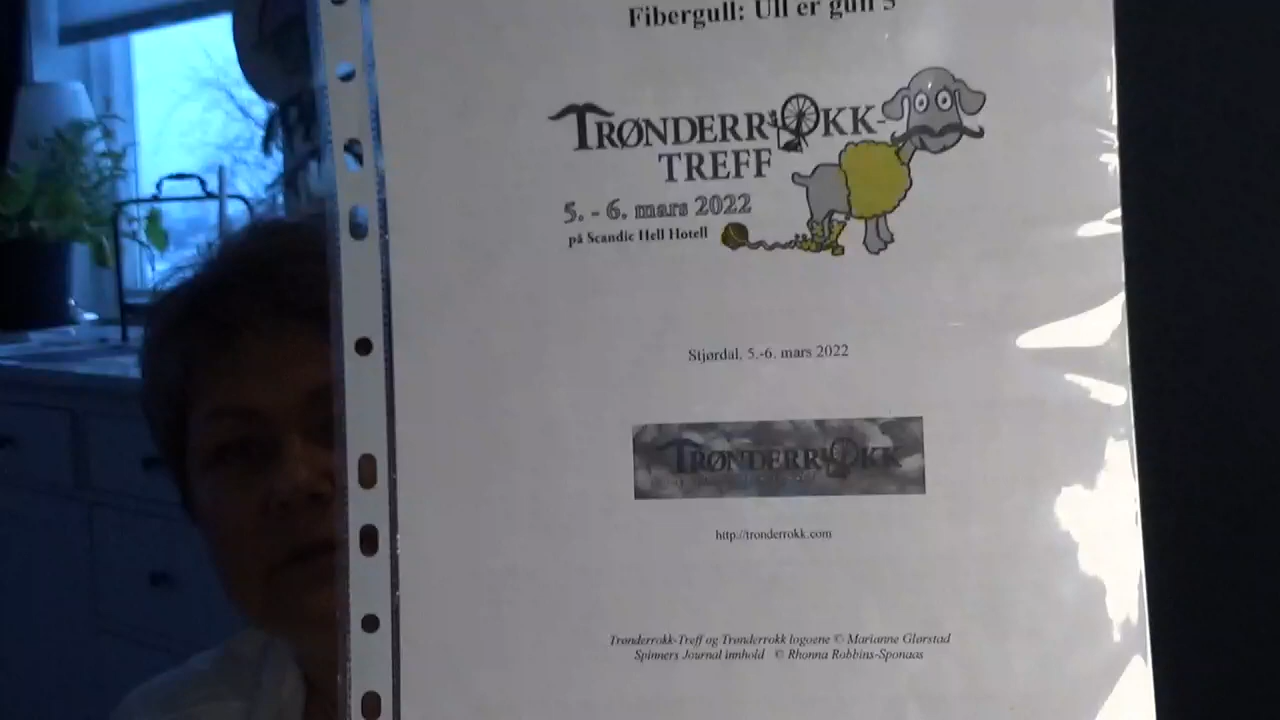 Fibergull: Ull er gull 5
TRØNDERROKK-
TREFF
5. - 6. mars 2022
på Scandic Hell Hotell
Stjørdal, 5.-6. mars 2022
TRØNDERROKK
http://tronderrokk.com
Trønderrokk-Treff og Trønderrokk logoene © Marianne Glørstad
Spinners Journal innhold © Rhonna Robbins-Sponaas